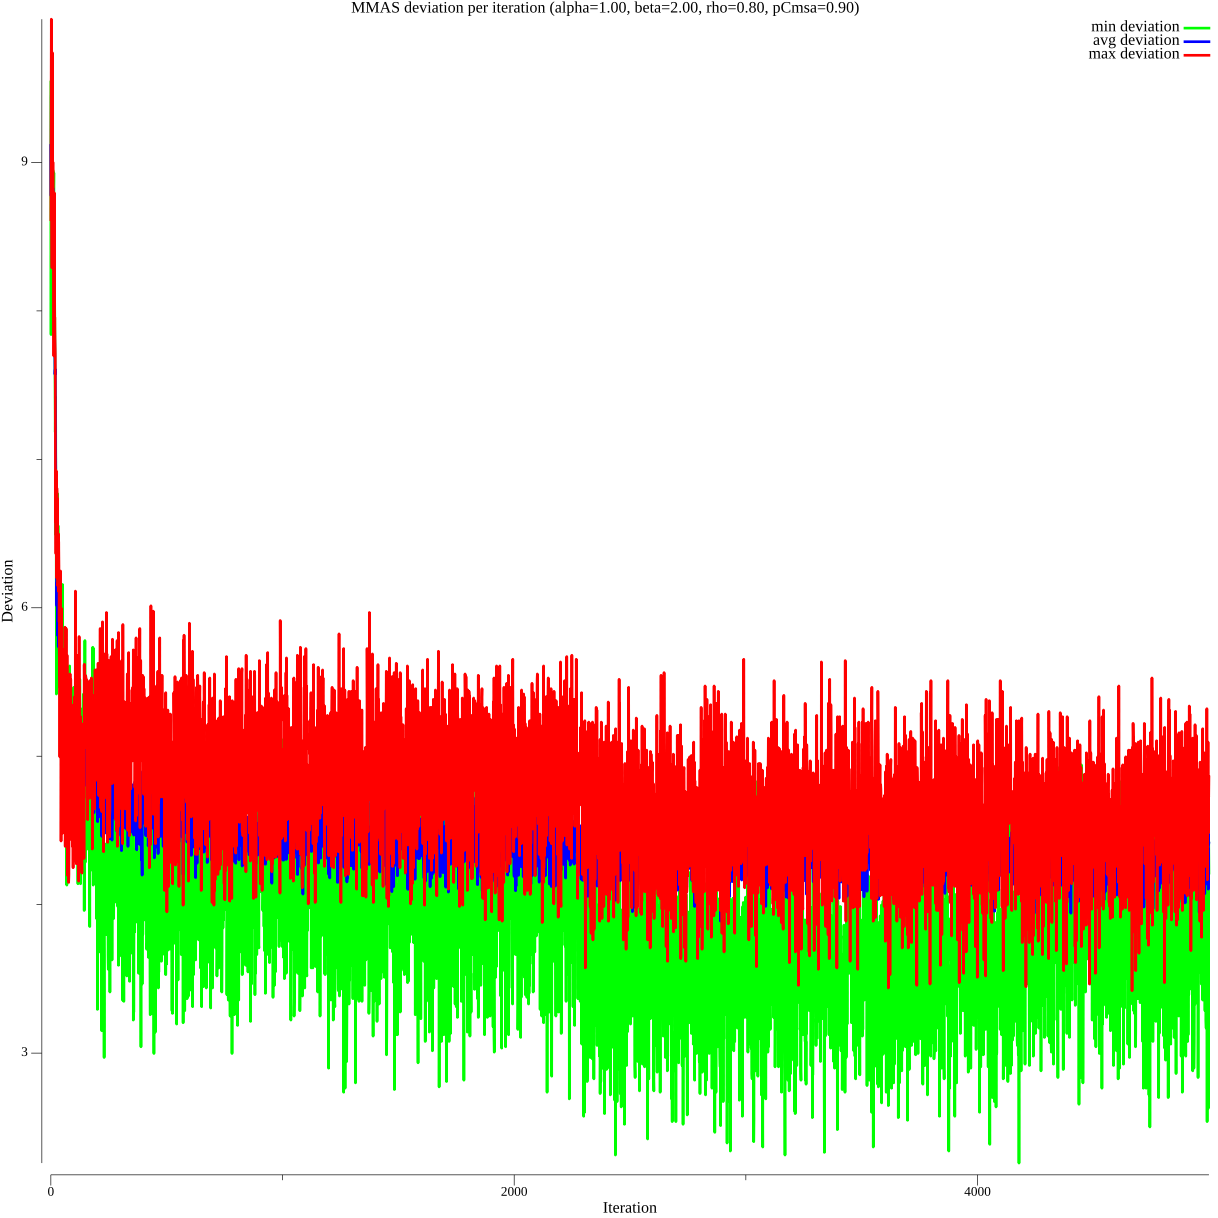 MMAS deviation per iteration (alpha=1.00, beta=2.00, rho=0.80, pCmsa=0.90)
min deviation
avg deviation
max deviation
9
6
3
Deviation
0
2000
4000
Iteration